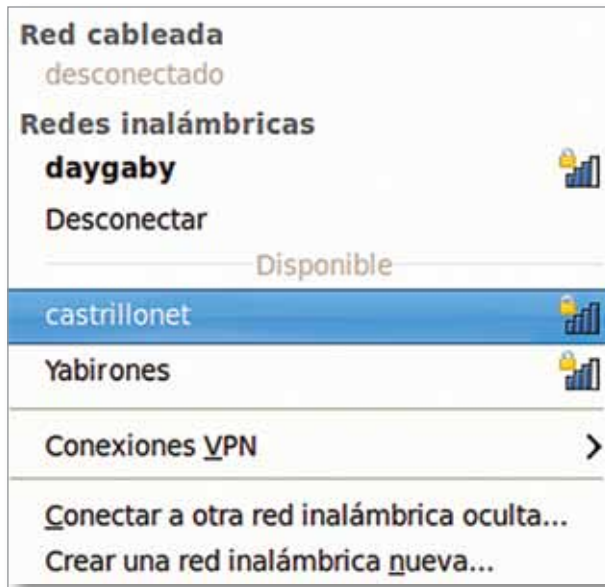 Red cableada
desconectado
Redes inalámbricas
daygaby
Desconectar
Disponible
castrillonet
Yabirones
Conexiones VPN
Conectar a otra red inalámbrica oculta...
Crear una red inalámbrica nueva...